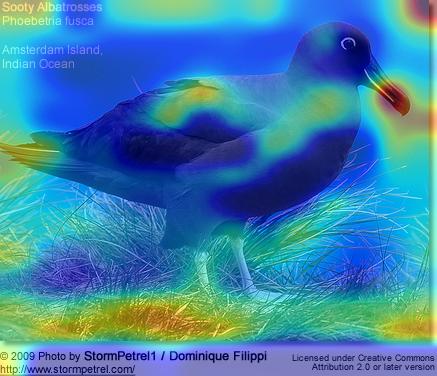 Sooty Albatrosses
Phoebetria fusca
Amsterdam Island,
Indian Ocean
© 2009 Photo by StormPetrel1 / Dominique Filippi
http://www.stormpetrel.com/
Licensed under Creative Commons
Attribution 2.0 or later version